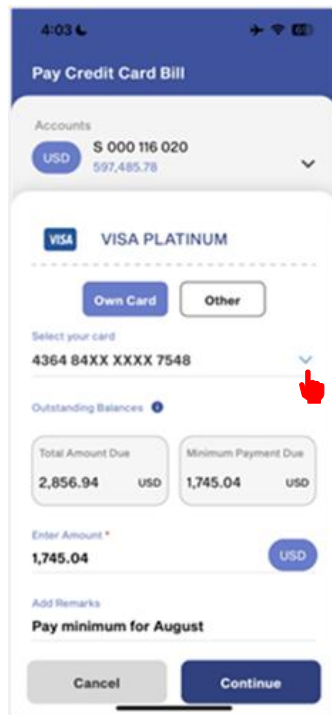 4:03
Pay Credit Card Bill
Accounts
USD
S 000 116 020
597,485.78
VISA VISA PLATINUM
Own Card Other
Select your card
4364 84XX XXXX 7548
Outstanding Balances
Total Amount Due Minimum Payment Due
2,856.94 USD 1,745.04 USD
Enter Amount *
1,745.04 USD
Add Remarks
Pay minimum for August
Cancel Continue